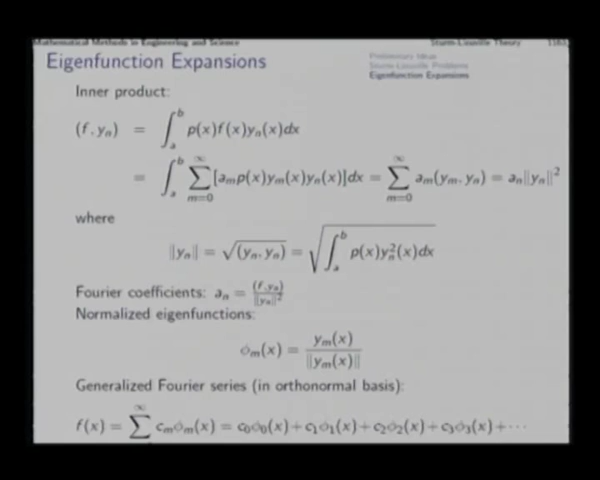 Mathematical Methods in Engineering and Science Sturm-Liouville Theory
Eigenfunction Expansions
Preliminary Ideas
Sturm-Liouville Problems
Eigenfunction Expansions
Inner product:
(f, yₙ) = ∫ₐᵇ p(x)f(x)yₙ(x)dx
= ∫ₐᵇ ∑_{m=0}^{∞} [aₘp(x)yₘ(x)yₙ(x)]dx = ∑_{m=0}^{∞} aₘ(yₘ, yₙ) = aₙ‖yₙ‖²
where
‖yₙ‖ = √(yₙ, yₙ) = √(∫ₐᵇ p(x)yₙ²(x)dx)
Fourier coefficients: aₙ = (f,yₙ)/‖yₙ‖²
Normalized eigenfunctions:
ϕₘ(x) = yₘ(x)/‖yₘ(x)‖
Generalized Fourier series (in orthonormal basis):
f(x) = ∑_{m=0}^{∞} cₘϕₘ(x) = c₀ϕ₀(x)+c₁ϕ₁(x)+c₂ϕ₂(x)+c₃ϕ₃(x)+⋯